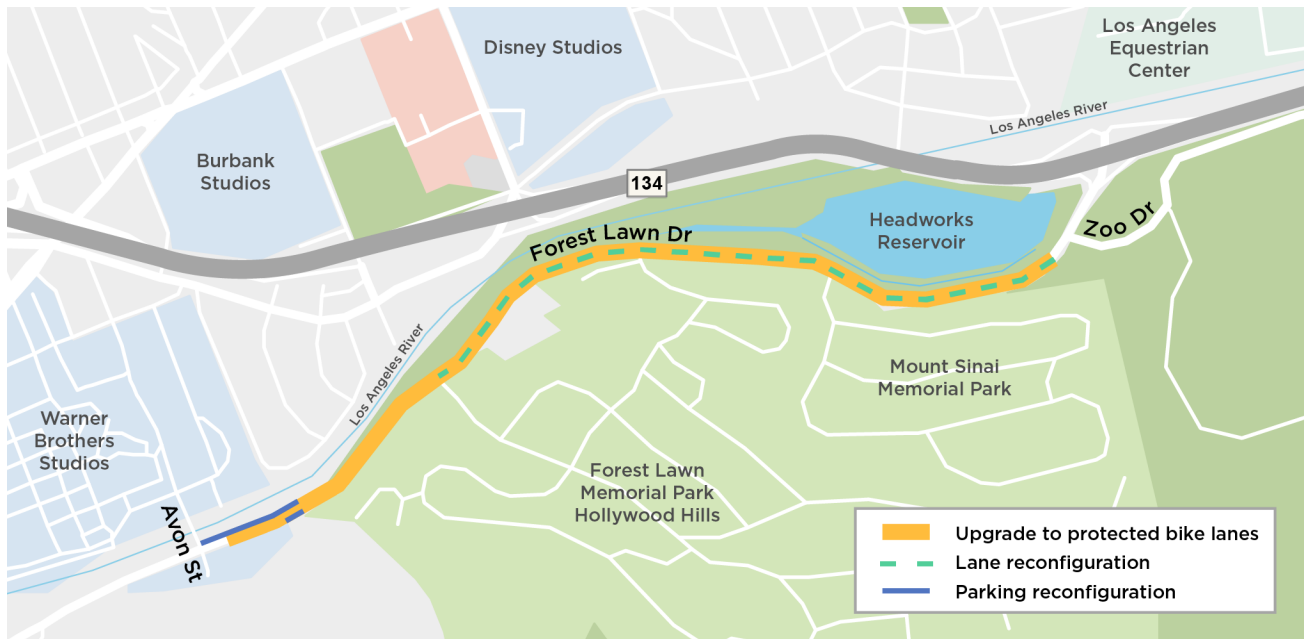 Disney Studios
Los Angeles
Equestrian
Center
Los Angeles River
Burbank
Studios
134
Headworks
Reservoir
Zoo Dr
Forest Lawn Dr
Los Angeles River
Mount Sinai
Memorial Park
Warner
Brothers
Studios
Forest Lawn
Memorial Park
Hollywood Hills
Avon St
Upgrade to protected bike lanes
Lane reconfiguration
Parking reconfiguration